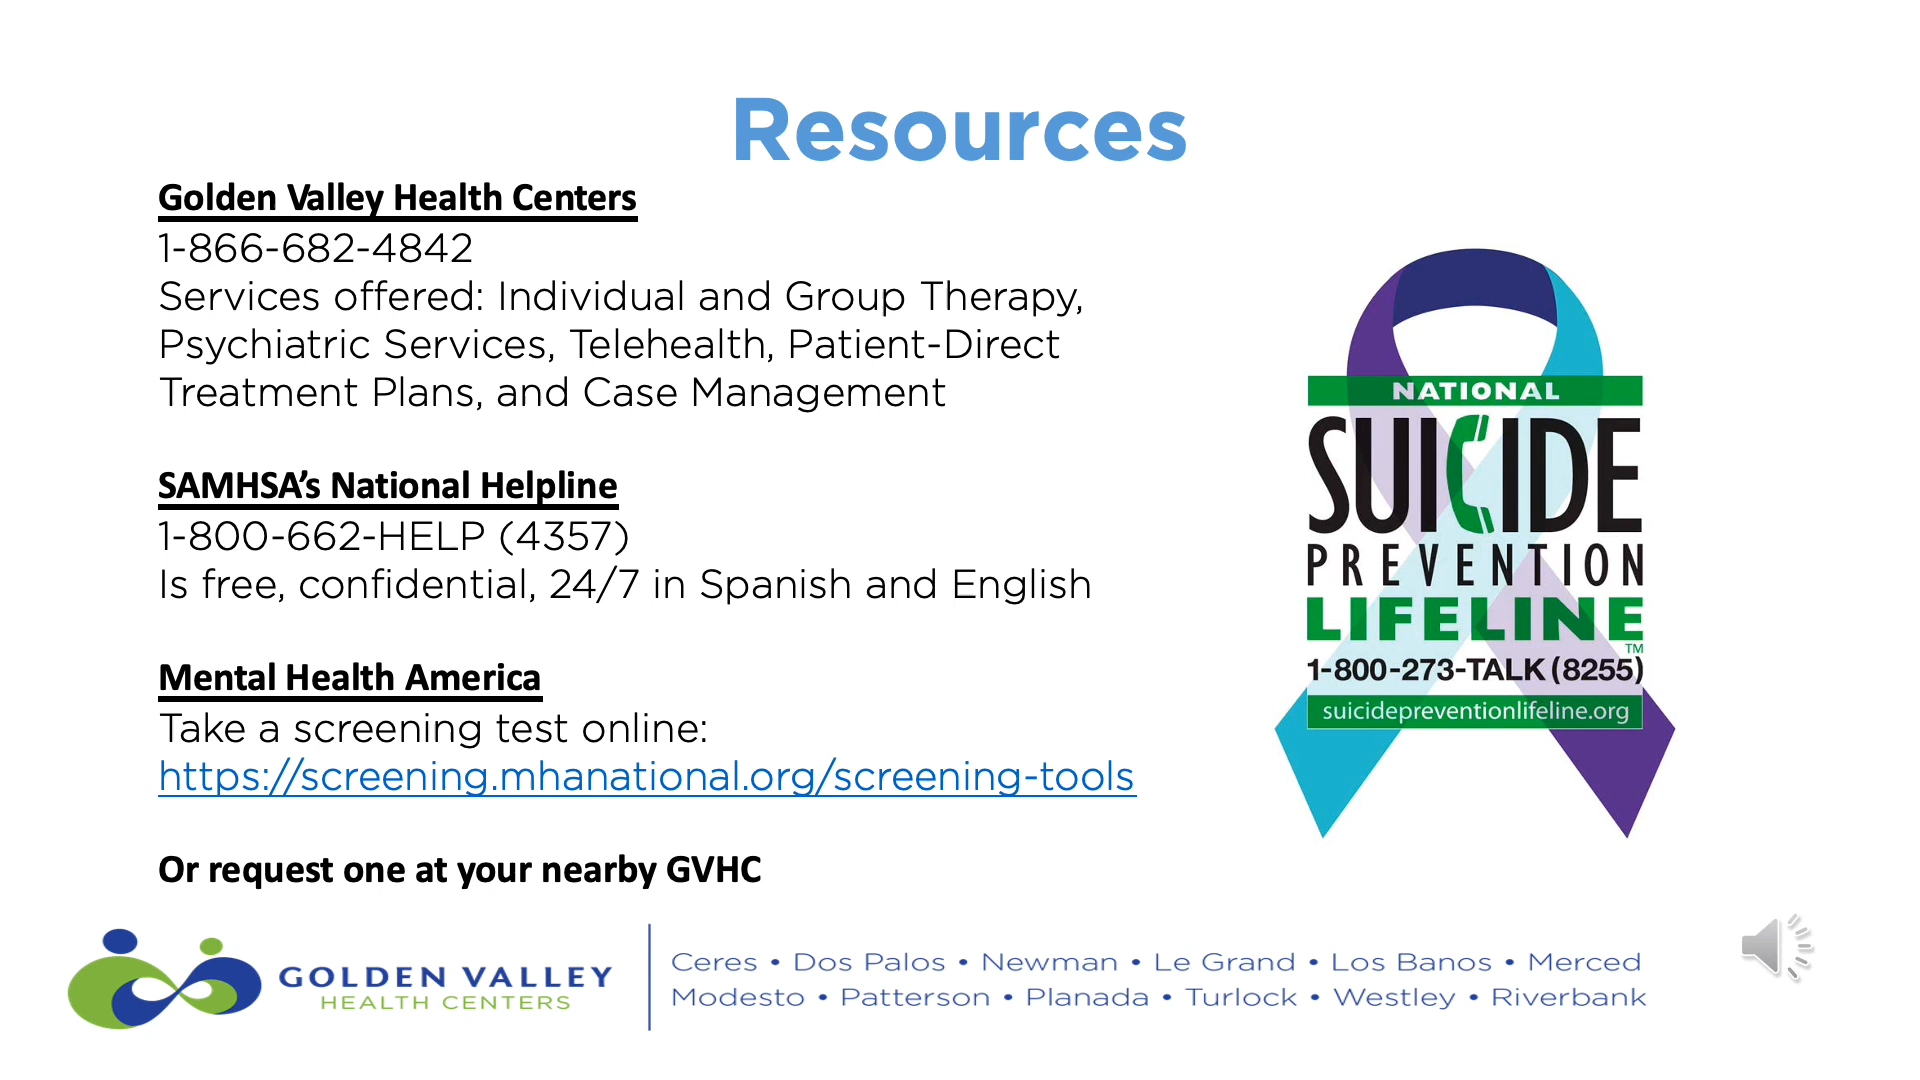 Resources
Golden Valley Health Centers
1-866-682-4842
Services offered: Individual and Group Therapy,
Psychiatric Services, Telehealth, Patient-Direct
Treatment Plans, and Case Management
SAMHSA's National Helpline
1-800-662-HELP (4357)
Is free, confidential, 24/7 in Spanish and English
Mental Health America
Take a screening test online:
https://screening.mhanational.org/screening-tools
Or request one at your nearby GVHC
NATIONAL
SUICIDE
PREVENTION
LIFELINE
TM
1-800-273-TALK (8255)
suicidepreventionlifeline.org
GOLDEN VALLEY
HEALTH CENTERS
Ceres • Dos Palos • Newman • Le Grand • Los Banos • Merced
Modesto • Patterson • Planada • Turlock • Westley • Riverbank